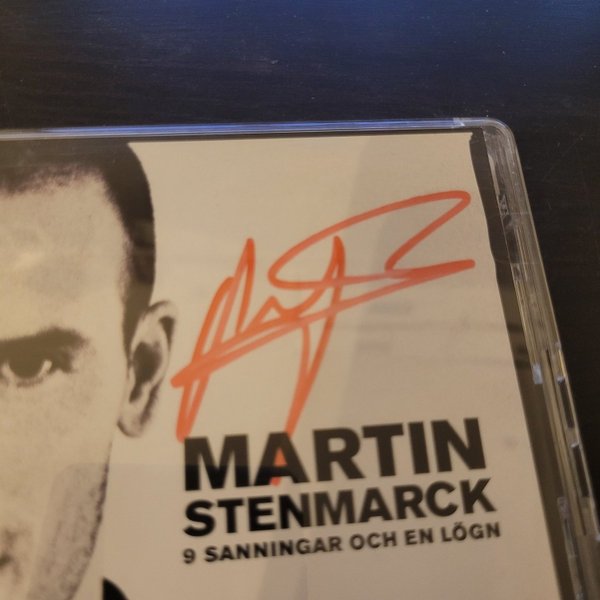 MARTIN
STENMARCK
9 SANNINGAR OCH EN LÖGN